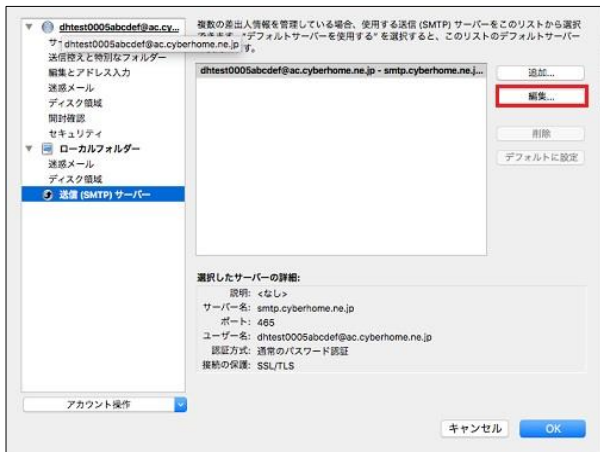 dhtest0005abcdef@ac.cy...
dhtest0005abcdef@ac.cyberhome.ne.jp
送信控えと特別なフォルダー
編集とアドレス入力
迷惑メール
ディスク領域
開封確認
セキュリティ
ローカルフォルダー
迷惑メール
ディスク領域
送信 (SMTP) サーバー
アカウント操作
複数の差出人情報を管理している場合、使用する送信 (SMTP) サーバーをこのリストから選択
"デフォルトサーバーを使用する" を選択すると、このリストのデフォルトサーバー
す。
dhtest0005abcdef@ac.cyberhome.ne.jp - smtp.cyberhome.ne.j...
追加...
編集...
削除
デフォルトに設定
選択したサーバーの詳細:
説明: <なし>
サーバー名: smtp.cyberhome.ne.jp
ポート: 465
ユーザー名: dhtest0005abcdef@ac.cyberhome.ne.jp
認証方式: 通常のパスワード認証
接続の保護: SSL/TLS
キャンセル
OK